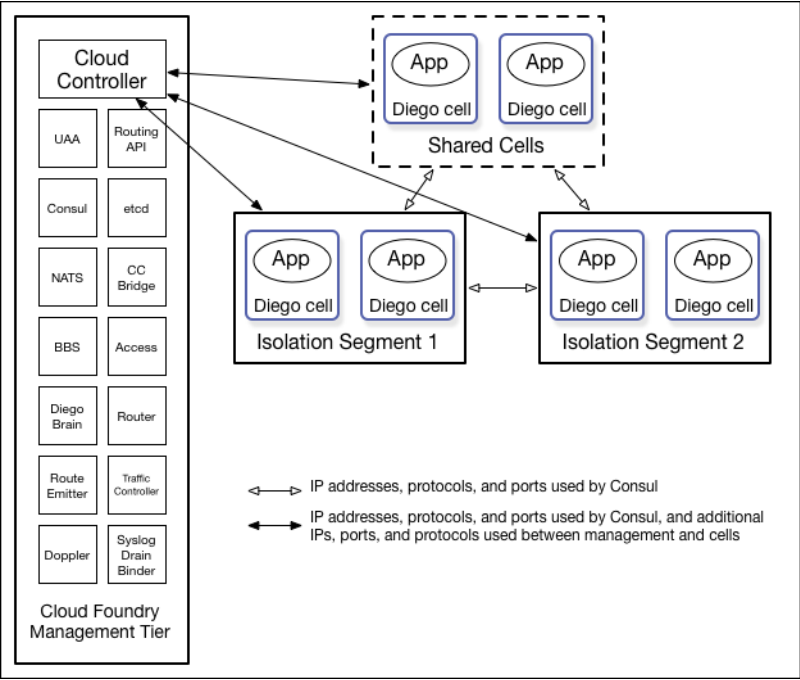 Cloud
Controller
UAA
Routing
API
Consul
etcd
NATS
CC
Bridge
BBS
Access
Diego
Brain
Router
Route
Emitter
Traffic
Controller
Doppler
Syslog
Drain
Binder
Cloud Foundry
Management Tier
App
App
Diego cell
Diego cell
Shared Cells
App
App
Diego cell
Diego cell
Isolation Segment 1
App
App
Diego cell
Diego cell
Isolation Segment 2
IP addresses, protocols, and ports used by Consul
IP addresses, protocols, and ports used by Consul, and additional
IPs, ports, and protocols used between management and cells